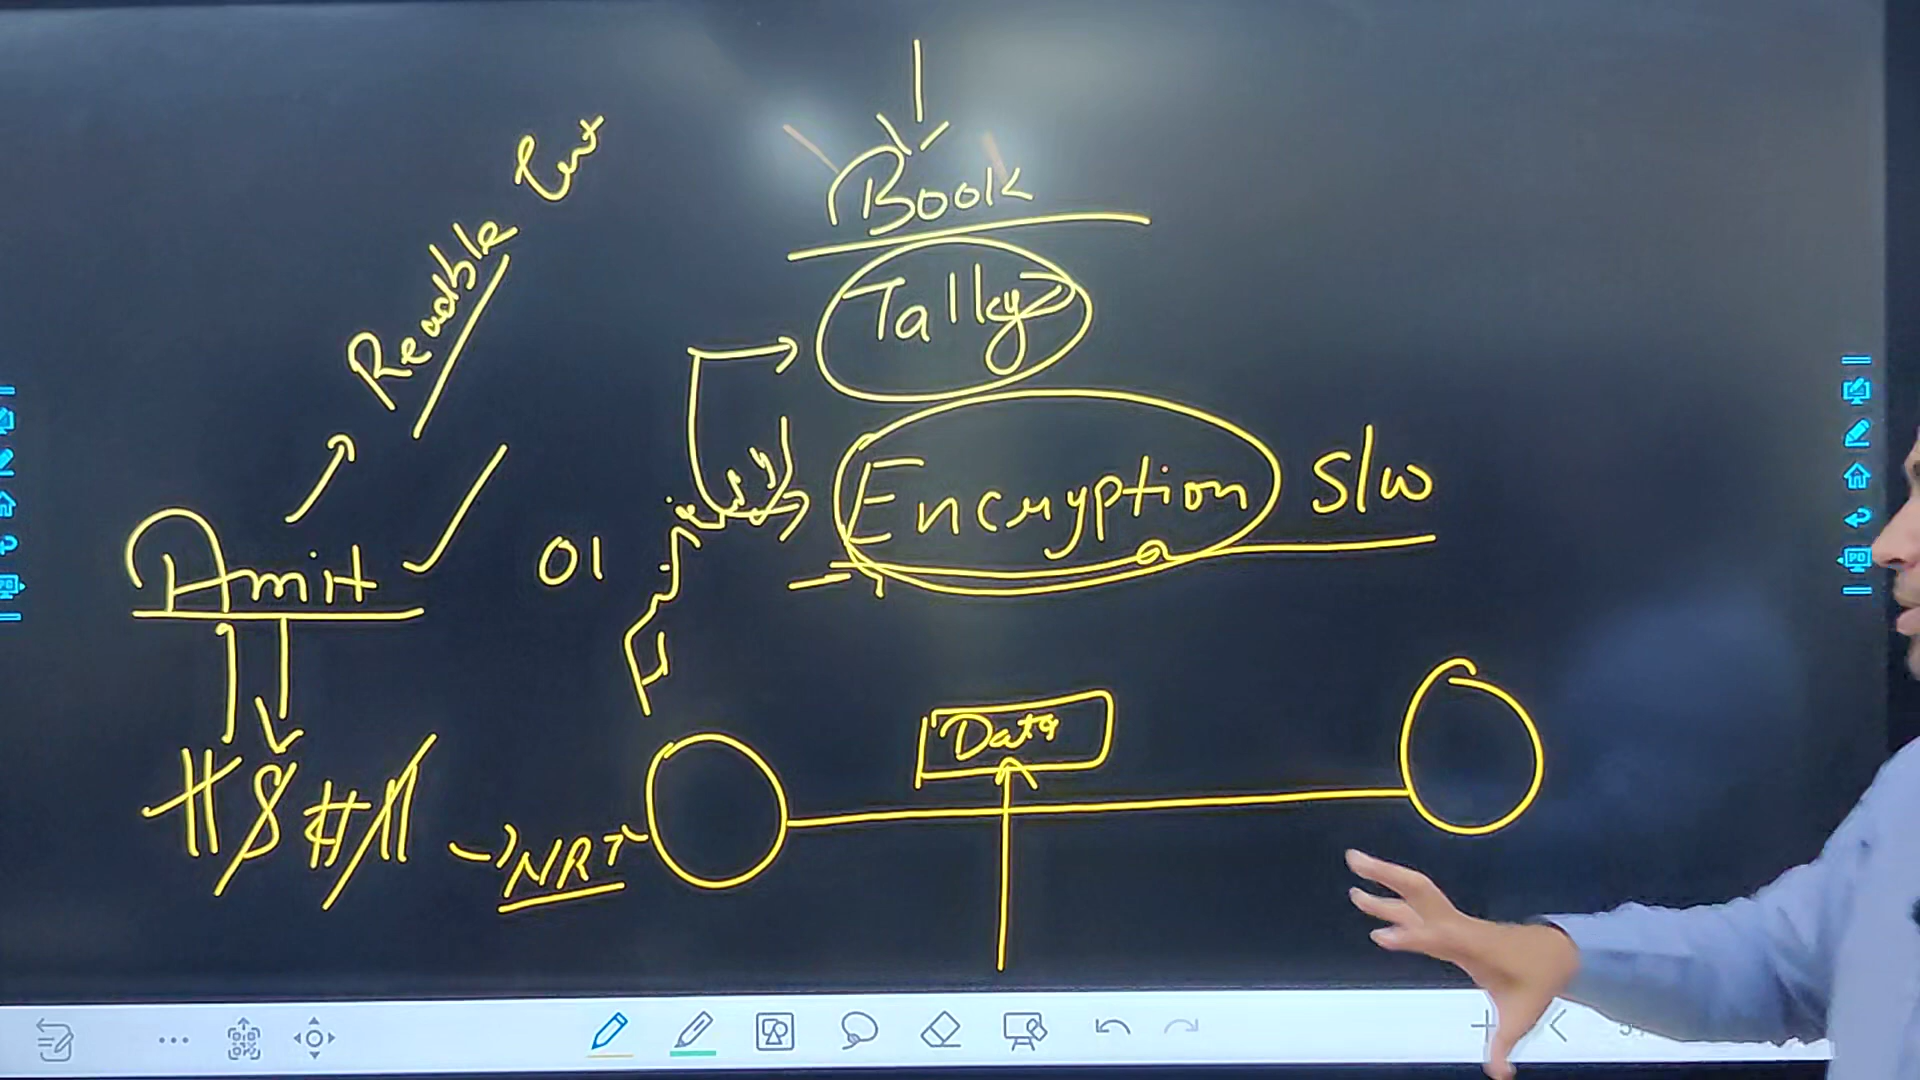 Readable Text
Book
Tally
Encryption S/W
Amit
01
Data
#$#
NRT